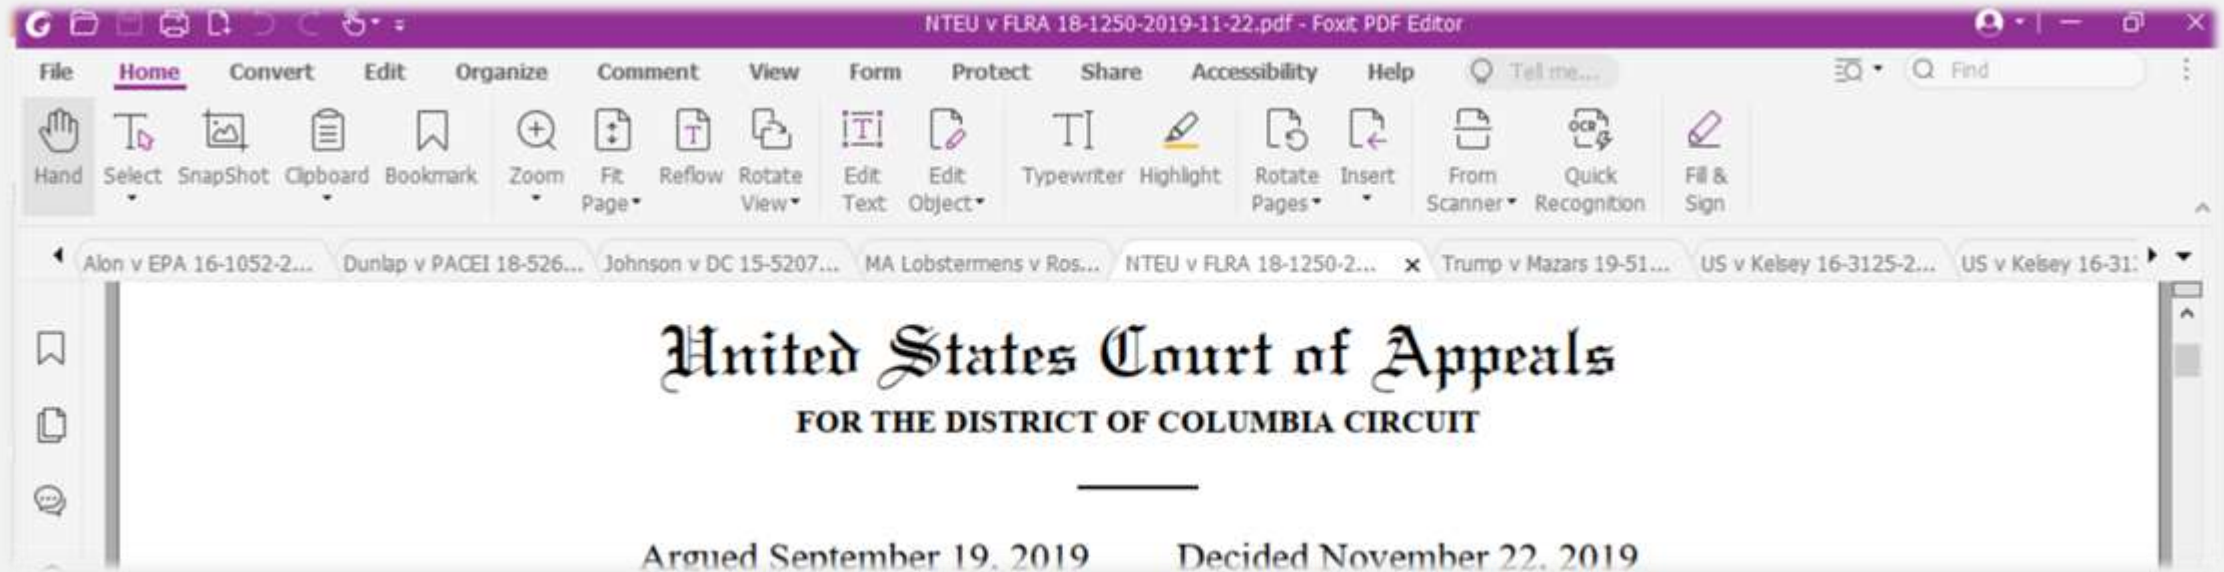 NTEU v FLRA 18-1250-2019-11-22.pdf - Foxit PDF Editor
File Home Convert Edit Organize Comment View Form Protect Share Accessibility Help Tell me... Find
Hand Select SnapShot Clipboard Bookmark Zoom Fit Page Reflow Rotate View Edit Text Edit Object Typewriter Highlight Rotate Pages Insert From Scanner OCR Quick Recognition Fill & Sign
Alon v EPA 16-1052-2... Dunlap v PACEI 18-526... Johnson v DC 15-5207... MA Lobstermens v Ros... NTEU v FLRA 18-1250-2... Trump v Mazars 19-51... US v Kelsey 16-3125-2... US v Kelsey 16-31
United States Court of Appeals
FOR THE DISTRICT OF COLUMBIA CIRCUIT
Argued September 19, 2019 Decided November 22, 2019